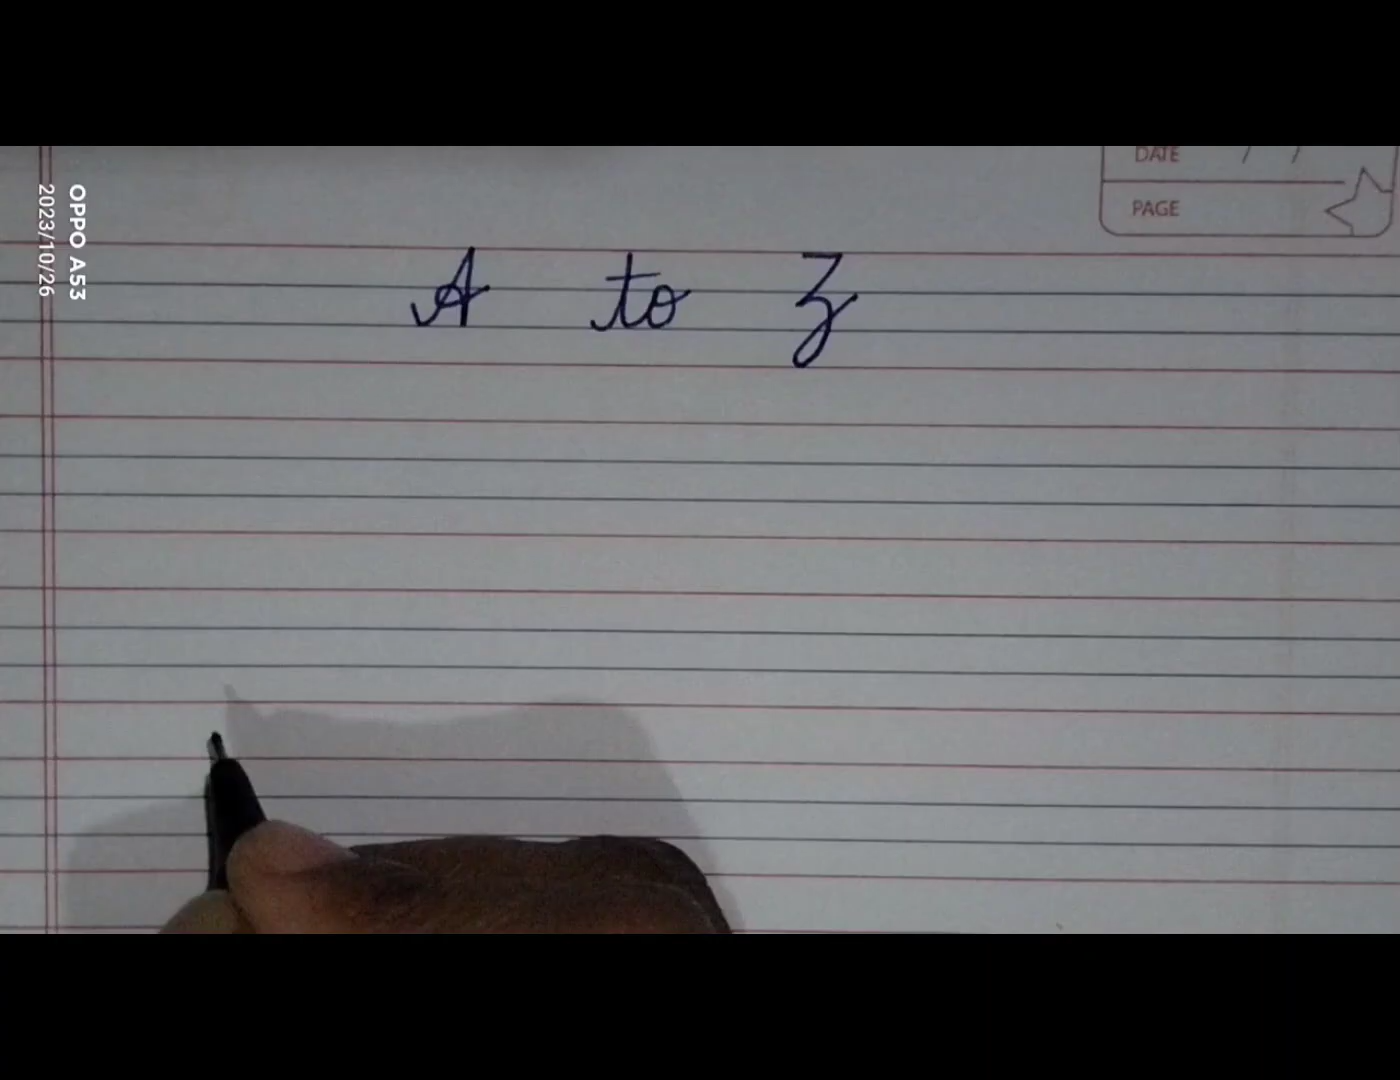 DATE / /
PAGE
A to Z
OPPO A53
2023/10/26